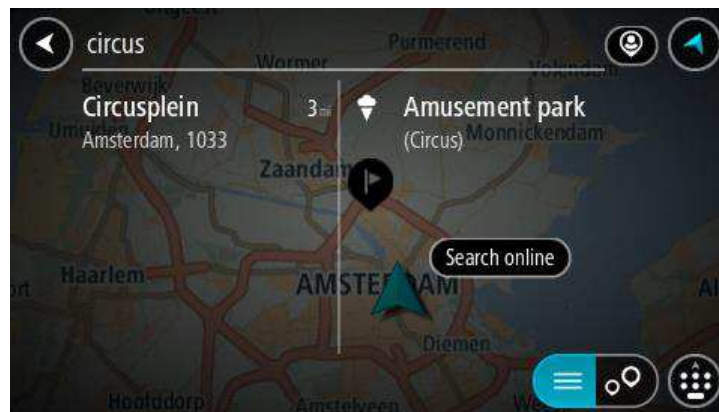 circus
Circusplein
3 mi
Amsterdam, 1033
Amusement park
(Circus)
Search online
Purmerend
Wormer
Volendam
Beverwijk
Monnickendam
Zaandam
Haarlem
AMSTERDAM
Diemen
Hoofddorp
Amstelveen